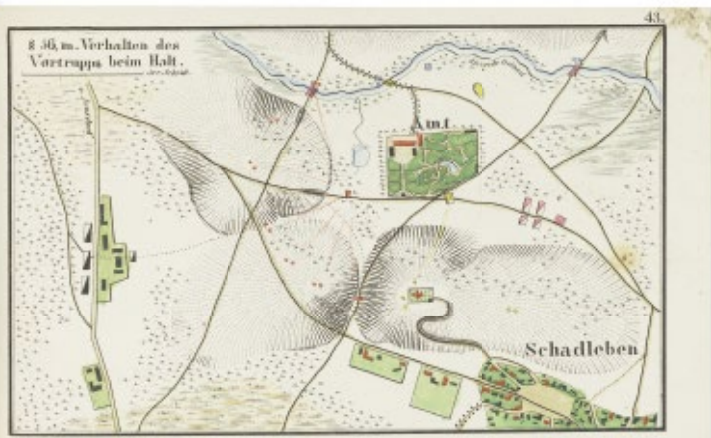 43.
§ 56, m. Verhalten des
Vortrupps beim Halt.
Amt
Schadleben